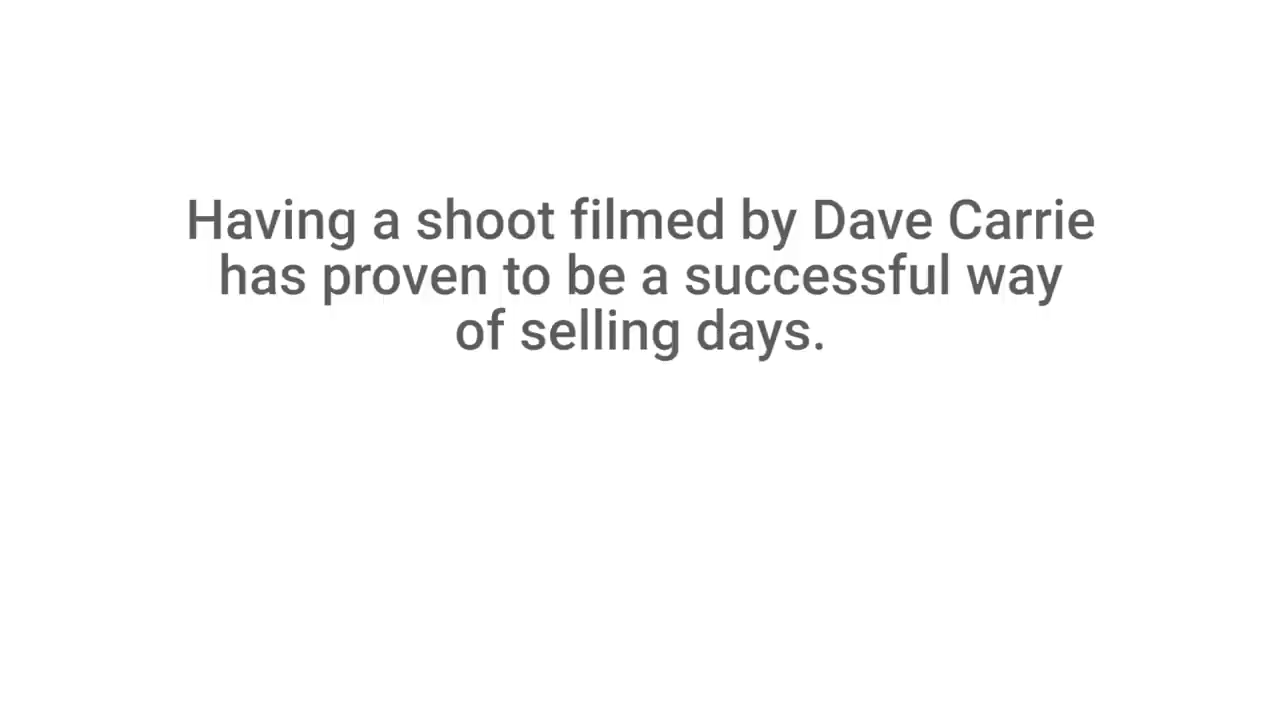 Having a shoot filmed by Dave Carrie
has proven to be a successful way
of selling days.